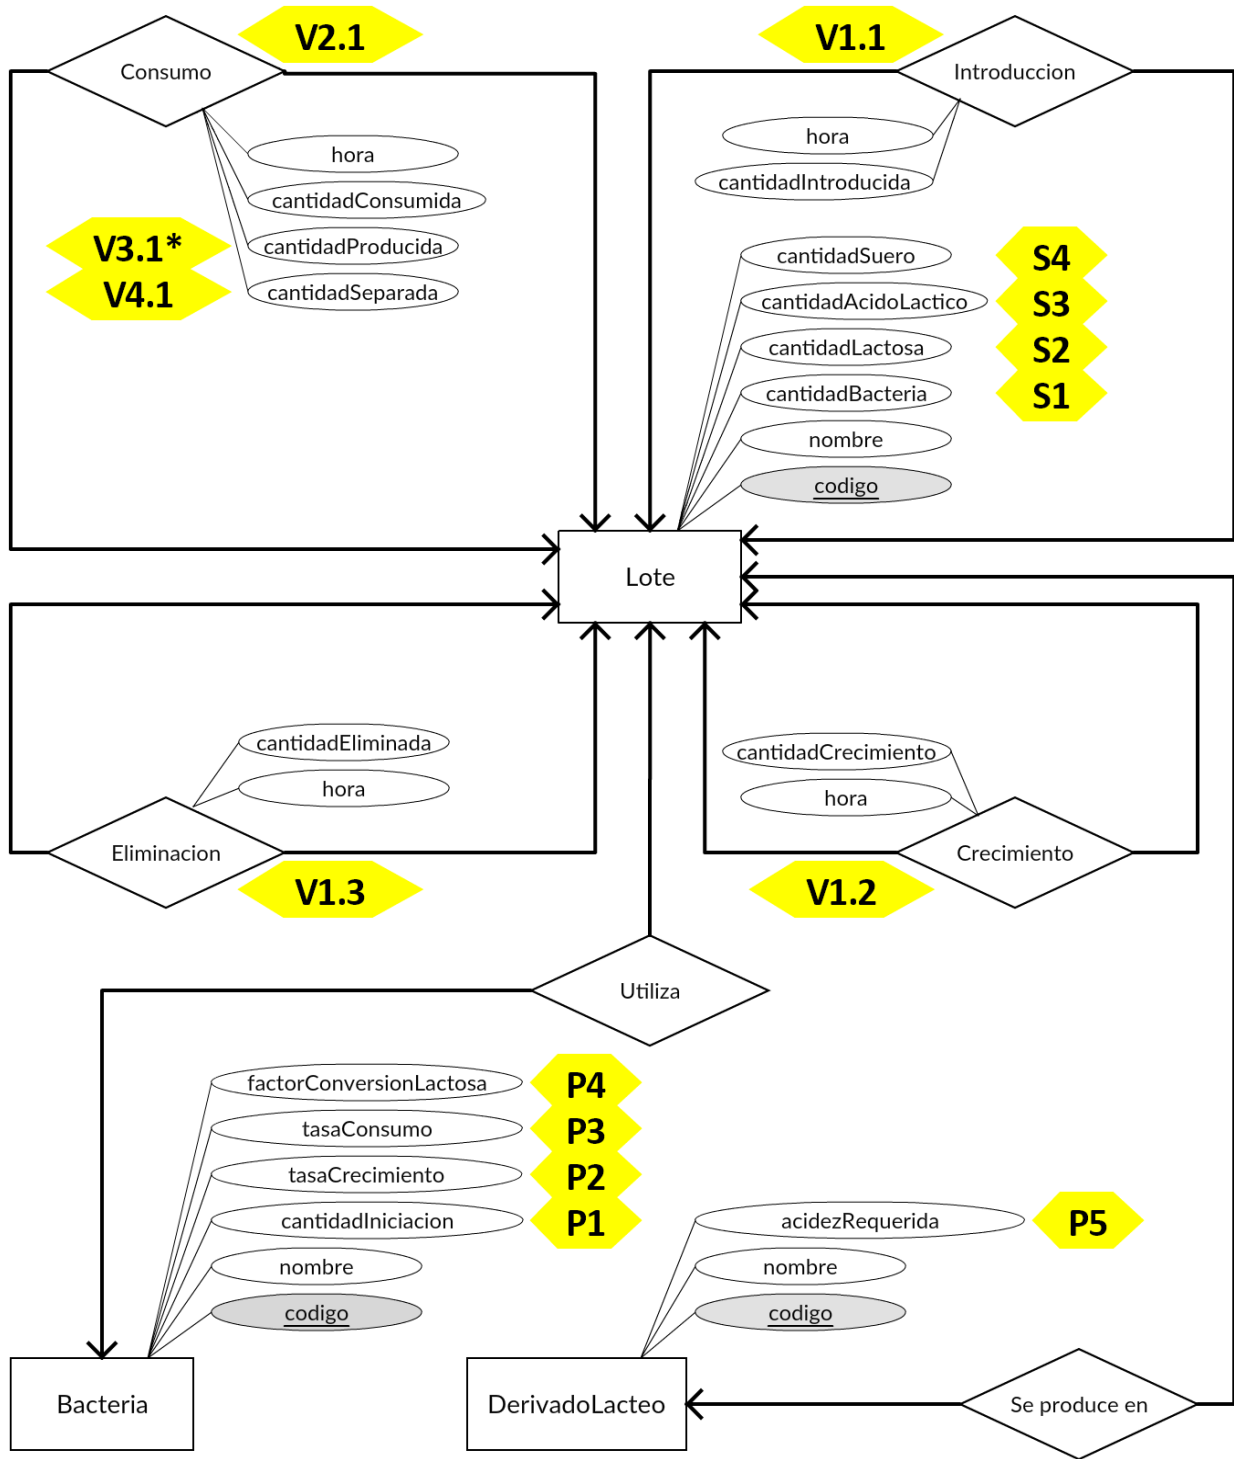 V2.1
V1.1
Consumo
Introduccion
hora
cantidadConsumida
cantidadProducida
cantidadSeparada
V3.1*
V4.1
hora
cantidadIntroducida
cantidadSuero
S4
cantidadAcidoLactico
S3
cantidadLactosa
S2
cantidadBacteria
S1
nombre
codigo
Lote
cantidadEliminada
hora
Eliminacion
V1.3
cantidadCrecimiento
hora
Crecimiento
V1.2
Utiliza
factorConversionLactosa
P4
tasaConsumo
P3
tasaCrecimiento
P2
cantidadIniciacion
P1
nombre
codigo
Bacteria
acidezRequerida
P5
nombre
codigo
DerivadoLacteo
Se produce en